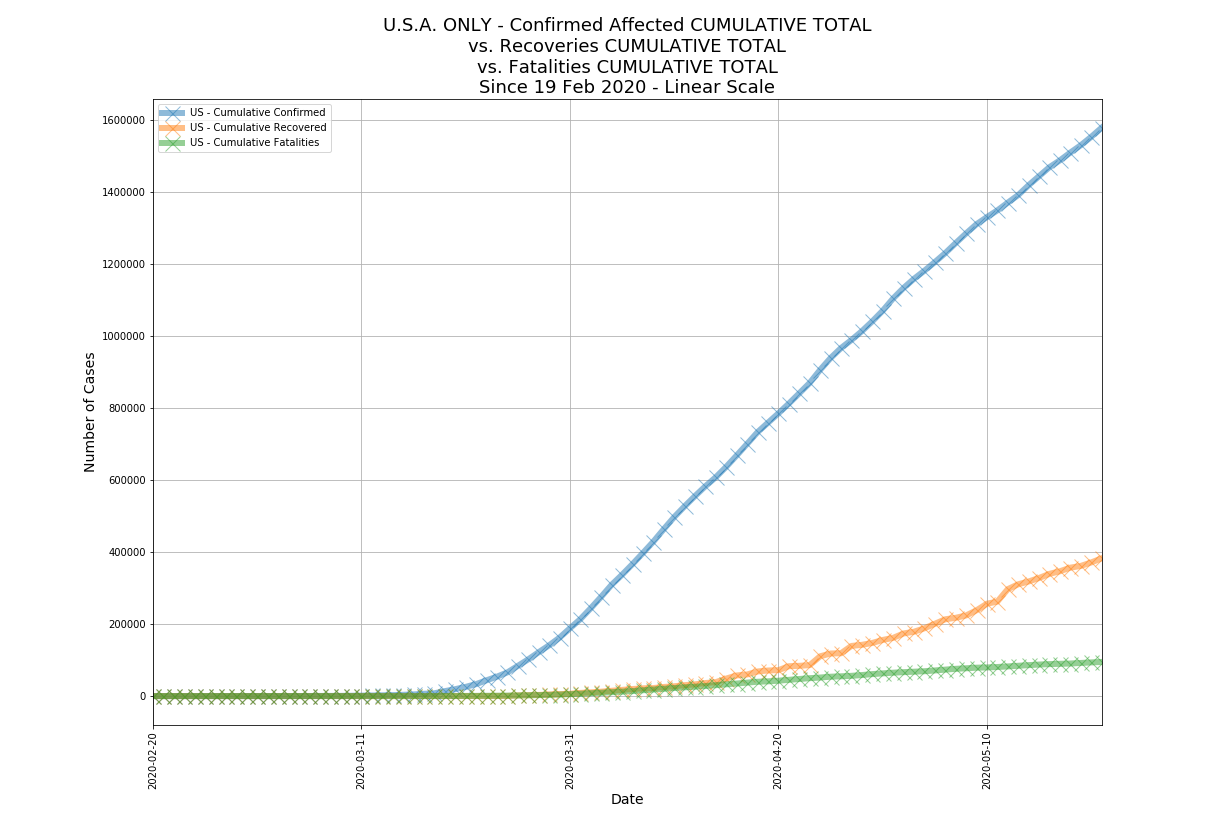 U.S.A. ONLY - Confirmed Affected CUMULATIVE TOTAL
vs. Recoveries CUMULATIVE TOTAL
vs. Fatalities CUMULATIVE TOTAL
Since 19 Feb 2020 - Linear Scale
US - Cumulative Confirmed
US - Cumulative Recovered
US - Cumulative Fatalities
Number of Cases
1600000
1400000
1200000
1000000
800000
600000
400000
200000
0
2020-02-20
2020-03-11
2020-03-31
2020-04-20
2020-05-10
Date